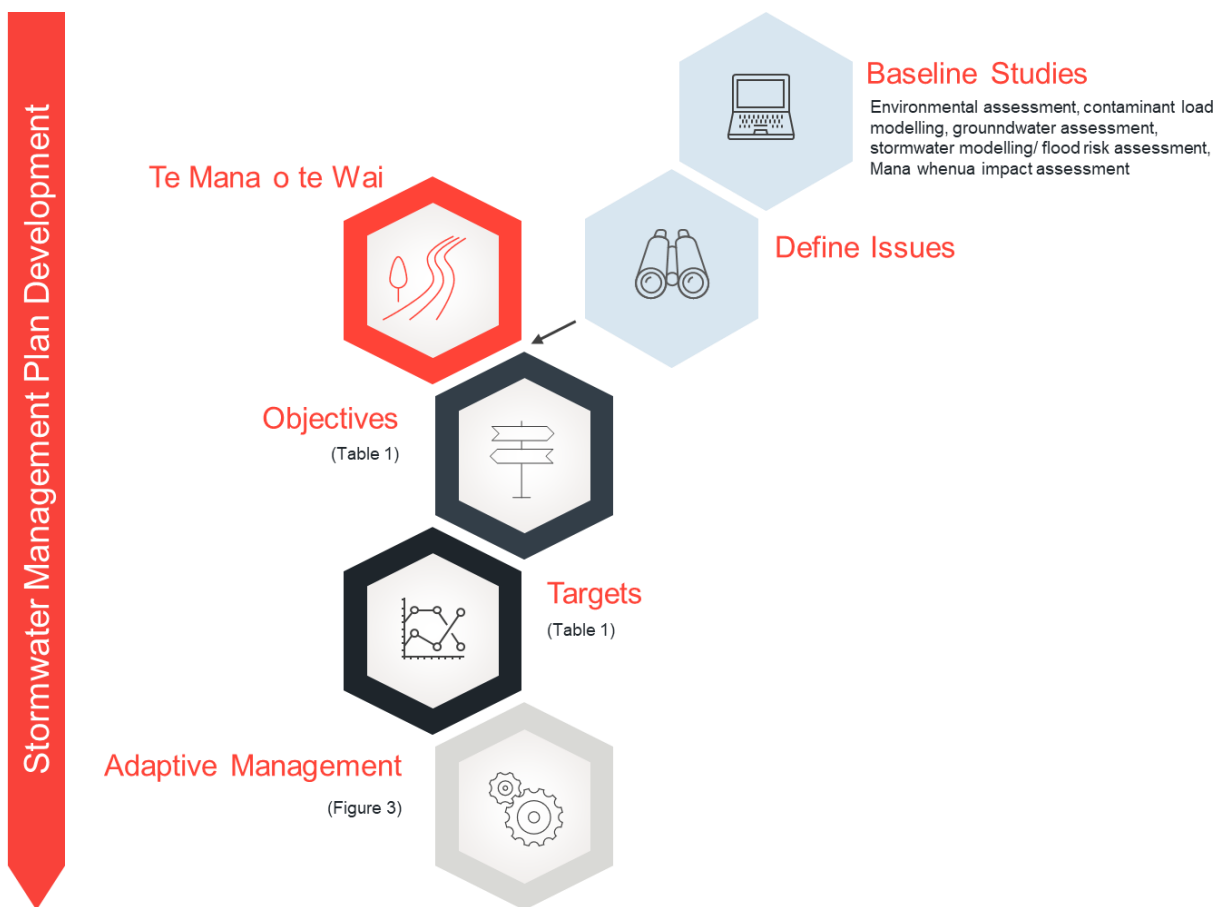 Stormwater Management Plan Development
Baseline Studies
Environmental assessment, contaminant load
modelling, grounndwater assessment,
stormwater modelling/ flood risk assessment,
Mana whenua impact assessment
Te Mana o te Wai
Define Issues
Objectives
(Table 1)
Targets
(Table 1)
Adaptive Management
(Figure 3)